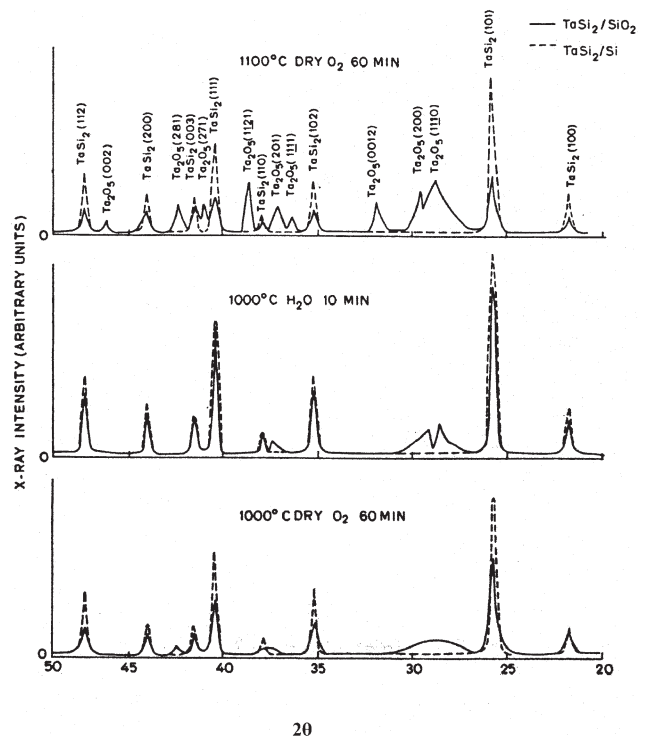 TaSi₂/SiO₂
TaSi₂/Si
1100°C DRY O₂ 60 MIN
TaSi₂(112)
Ta₂O₅(002)
TaSi₂(200)
Ta₂O₅(281)
TaSi₂(003)
Ta₂O₅(271)
TaSi₂(111)
Ta₂O₅(1121)
TaSi₂(110)
Ta₂O₅(201)
Ta₂O₅(1111)
TaSi₂(102)
Ta₂O₅(0012)
Ta₂O₅(200)
Ta₂O₅(1110)
TaSi₂(101)
TaSi₂(100)
0
1000°C H₂O 10 MIN
0
1000°C DRY O₂ 60 MIN
0
50 45 40 35 30 25 20
X-RAY INTENSITY (ARBITRARY UNITS)
2θ